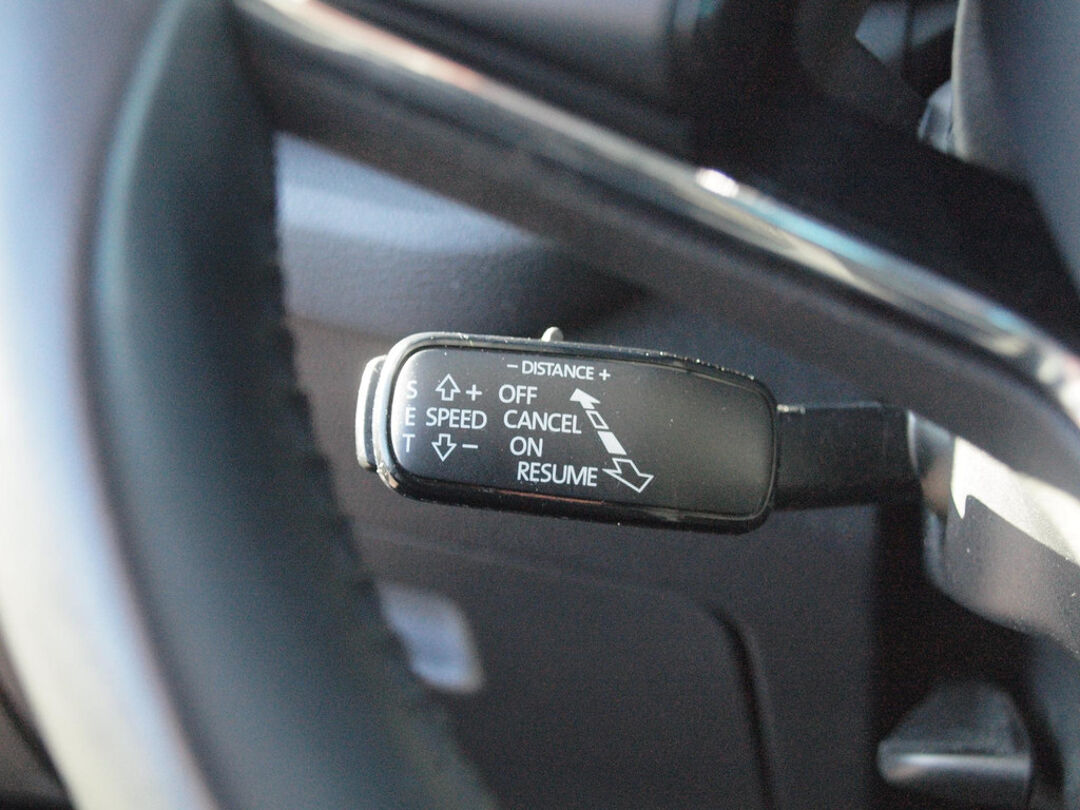 – DISTANCE +
S + OFF
E SPEED CANCEL
T – ON
RESUME